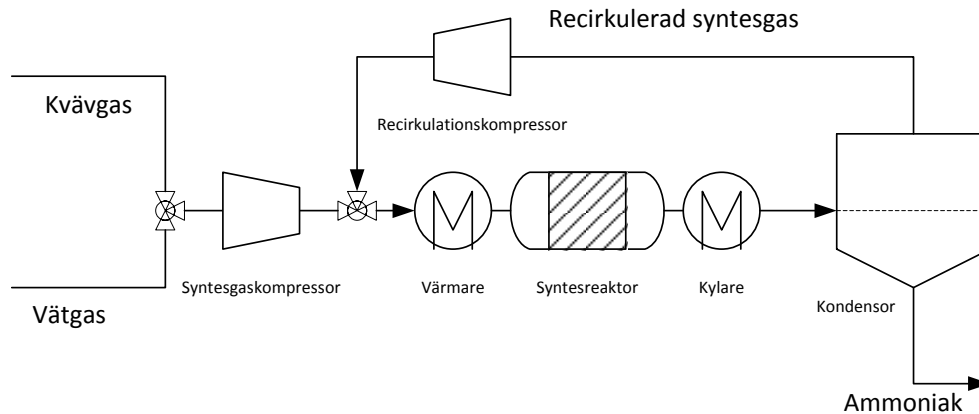 Recirkulerad syntesgas
Kvävgas
Recirkulationskompressor
Syntesgaskompressor
Värmare
Syntesreaktor
Kylare
Kondensor
Vätgas
Ammoniak